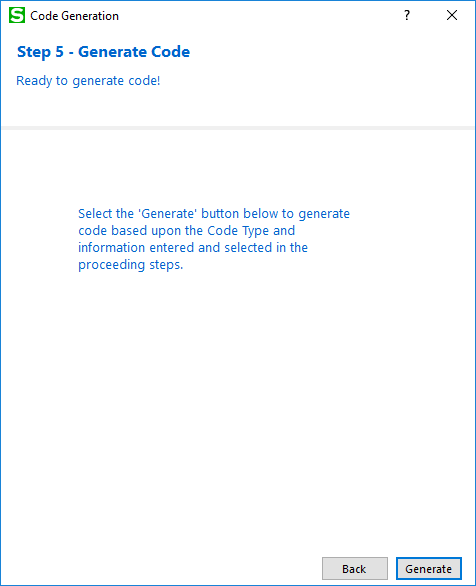 S Code Generation ?
Step 5 - Generate Code
Ready to generate code!
Select the 'Generate' button below to generate
code based upon the Code Type and
information entered and selected in the
proceeding steps.
Back Generate